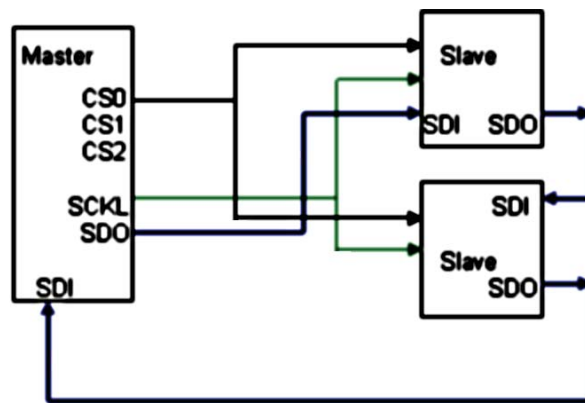 Master
CS0
CS1
CS2
SCKL
SDO
SDI
Slave
SDI SDO
SDI
Slave
SDO